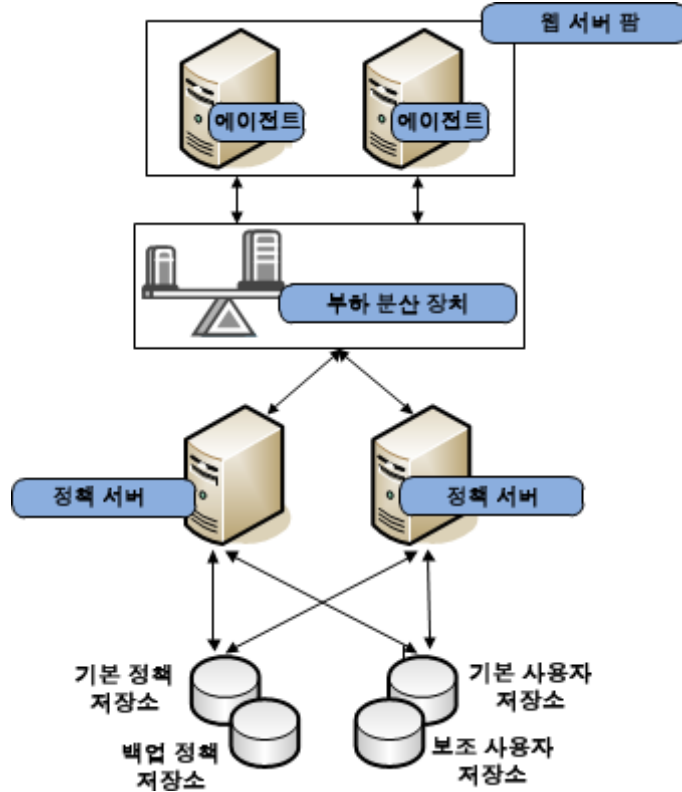 웹 서버 팜
에이전트
에이전트
부하 분산 장치
정책 서버
정책 서버
기본 정책
저장소
기본 사용자
저장소
백업 정책
저장소
보조 사용자
저장소